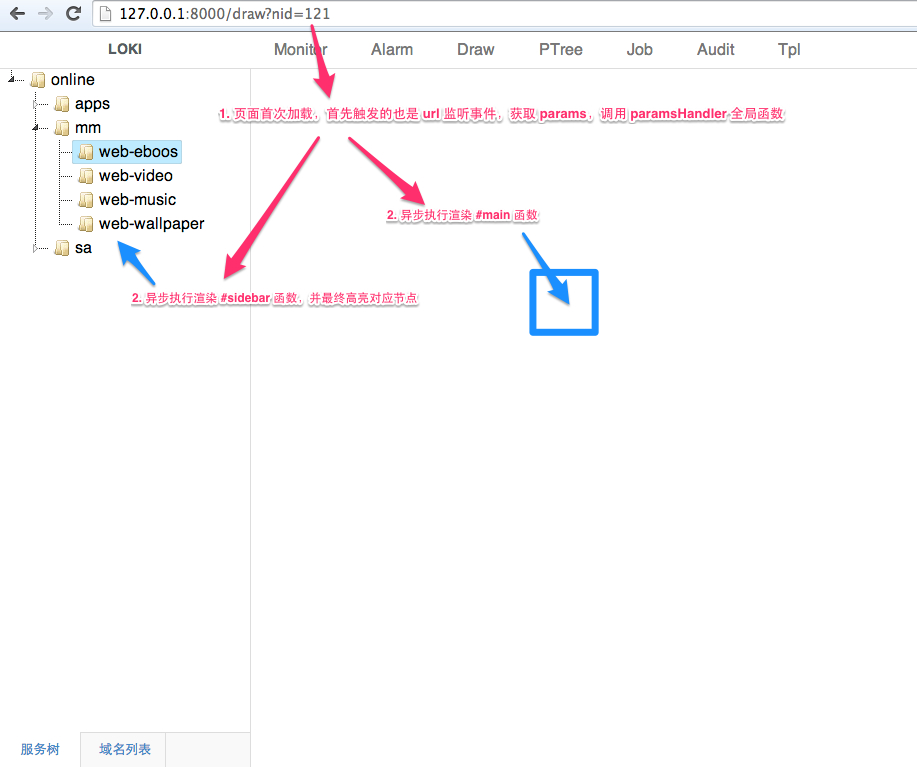 127.0.0.1:8000/draw?nid=121
LOKI Monitor Alarm Draw PTree Job Audit Tpl
online
apps
1. 页面首次加载，首先触发的也是 url 监听事件，获取 params，调用 paramsHandler 全局函数
mm
web-eboos
web-video
web-music
2. 异步执行渲染 #main 函数
web-wallpaper
sa
2. 异步执行渲染 #sidebar 函数，并最终高亮对应节点
服务树 域名列表